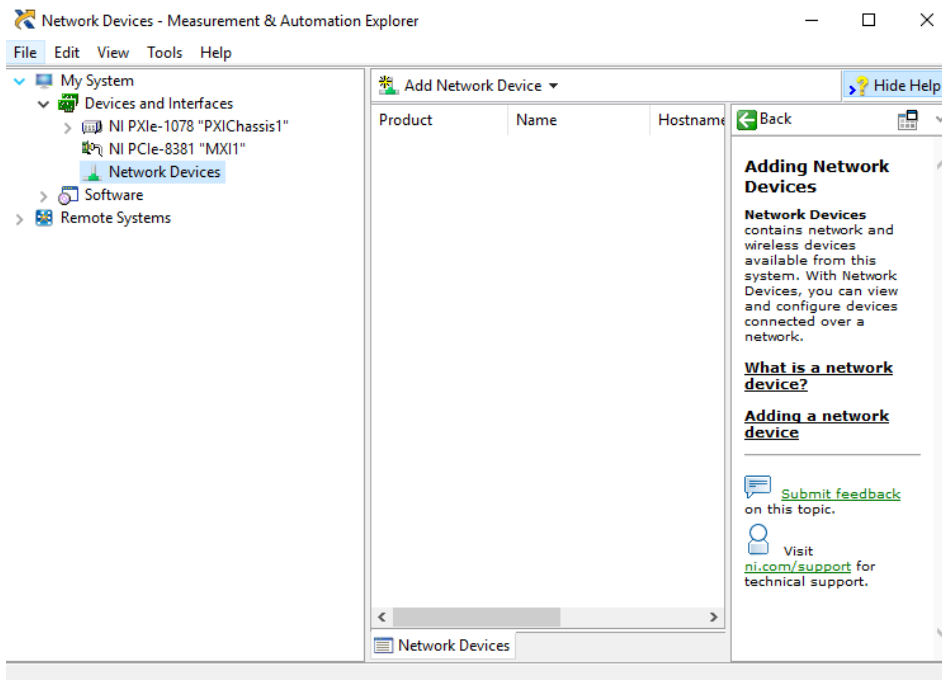 Network Devices - Measurement & Automation Explorer
File Edit View Tools Help
My System
Devices and Interfaces
NI PXIe-1078 "PXIChassis1"
NI PCIe-8381 "MXI1"
Network Devices
Software
Remote Systems
Add Network Device
Hide Help
Product Name Hostname
Back
Adding Network
Devices
Network Devices
contains network and
wireless devices
available from this
system. With Network
Devices, you can view
and configure devices
connected over a
network.
What is a network
device?
Adding a network
device
Submit feedback
on this topic.
Visit
ni.com/support for
technical support.
Network Devices